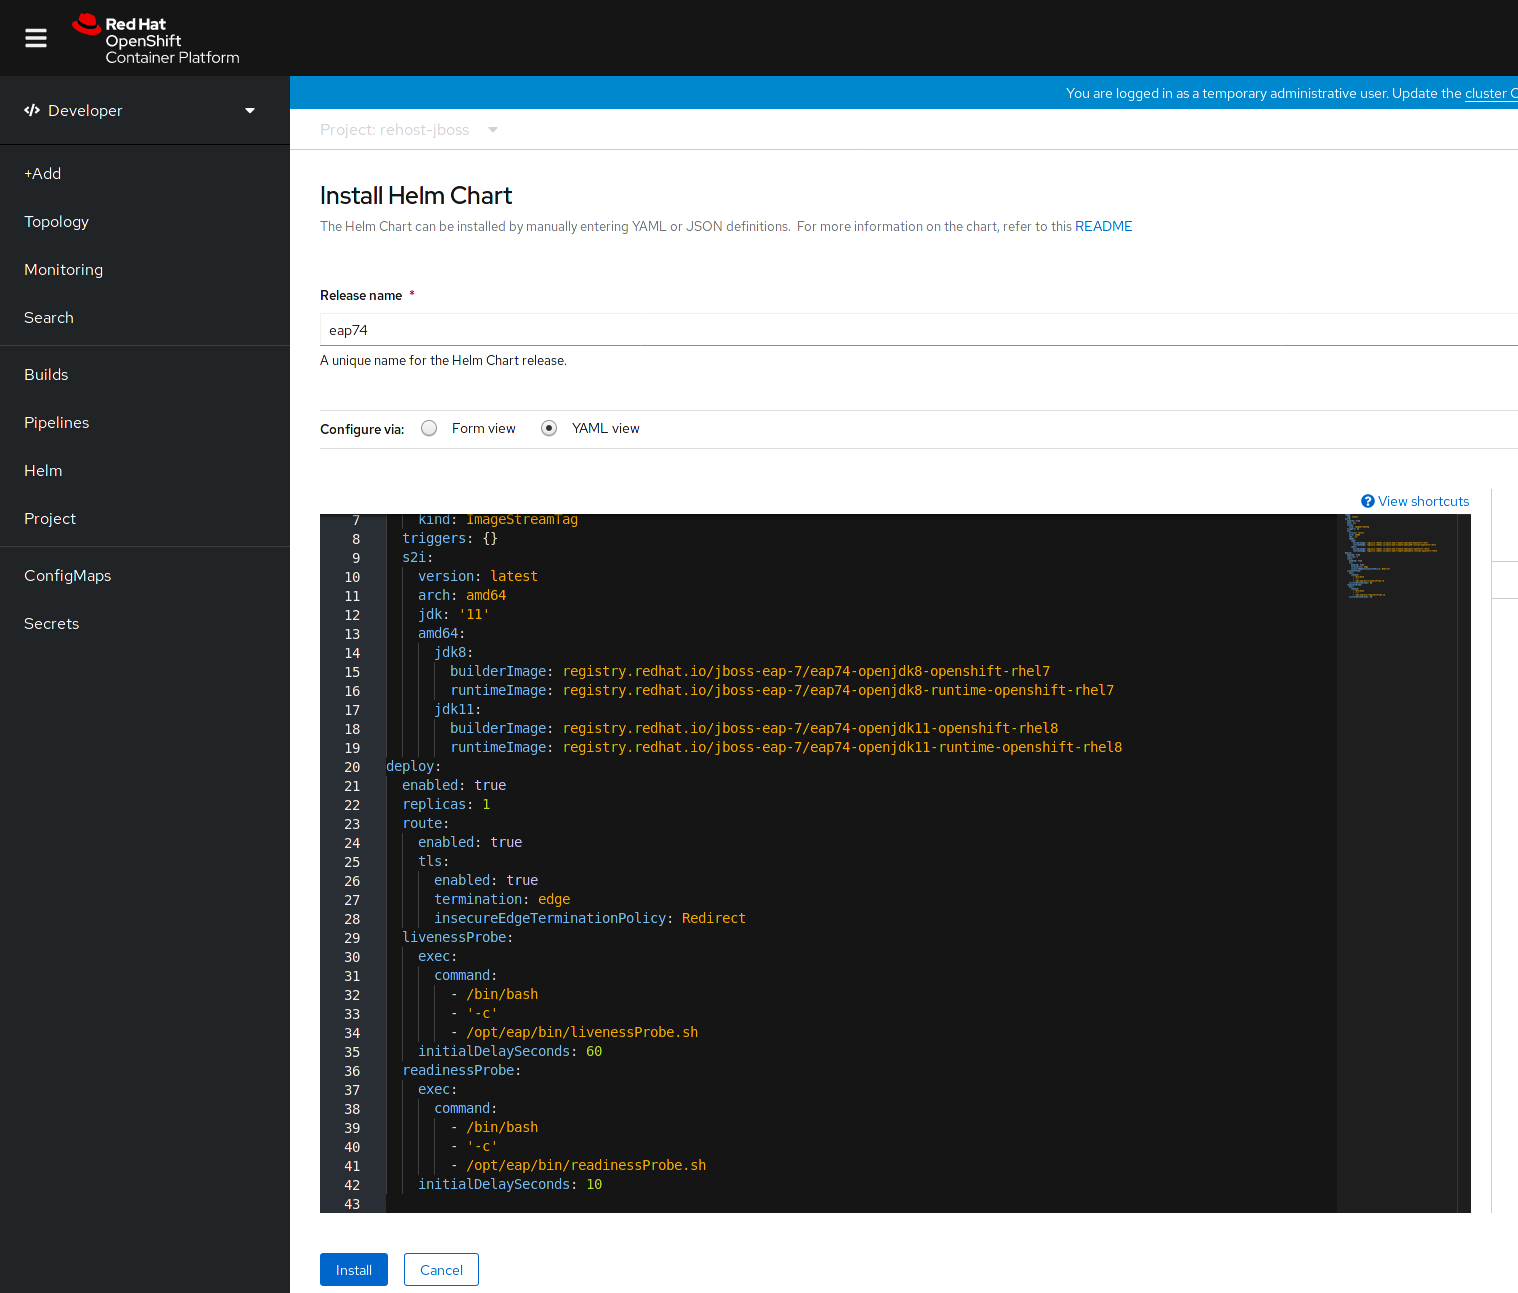 Red Hat
OpenShift
Container Platform
Developer
You are logged in as a temporary administrative user. Update the cluster
Project: rehost-jboss
+Add
Topology
Monitoring
Search
Builds
Pipelines
Helm
Project
ConfigMaps
Secrets
Install Helm Chart
The Helm Chart can be installed by manually entering YAML or JSON definitions. For more information on the chart, refer to this README
Release name *
eap74
A unique name for the Helm Chart release.
Configure via: Form view YAML view
View shortcuts
7 kind: ImageStreamTag
8 triggers: {}
9 s2i:
10 version: latest
11 arch: amd64
12 jdk: '11'
13 amd64:
14 jdk8:
15 builderImage: registry.redhat.io/jboss-eap-7/eap74-openjdk8-openshift-rhel7
16 runtimeImage: registry.redhat.io/jboss-eap-7/eap74-openjdk8-runtime-openshift-rhel7
17 jdk11:
18 builderImage: registry.redhat.io/jboss-eap-7/eap74-openjdk11-openshift-rhel8
19 runtimeImage: registry.redhat.io/jboss-eap-7/eap74-openjdk11-runtime-openshift-rhel8
20 deploy:
21 enabled: true
22 replicas: 1
23 route:
24 enabled: true
25 tls:
26 enabled: true
27 termination: edge
28 insecureEdgeTerminationPolicy: Redirect
29 livenessProbe:
30 exec:
31 command:
32 - /bin/bash
33 - '-c'
34 - /opt/eap/bin/livenessProbe.sh
35 initialDelaySeconds: 60
36 readinessProbe:
37 exec:
38 command:
39 - /bin/bash
40 - '-c'
41 - /opt/eap/bin/readinessProbe.sh
42 initialDelaySeconds: 10
43
Install Cancel